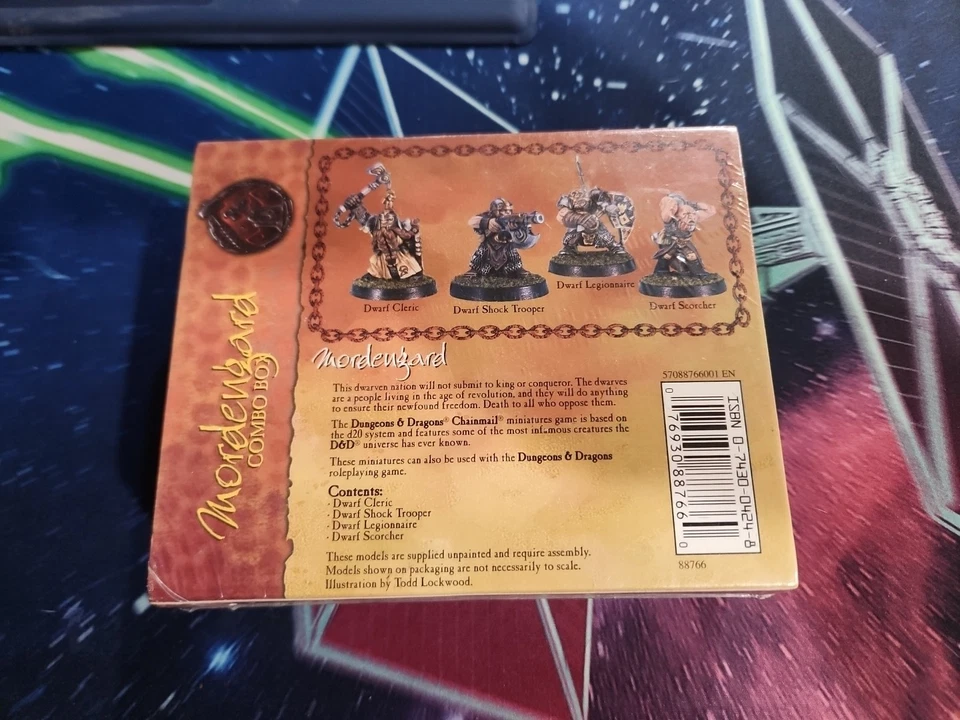 Mordengard
COMBO BOX
Dwarf Cleric
Dwarf Shock Trooper
Dwarf Legionnaire
Dwarf Scorcher
Mordengard
This dwarven nation will not submit to king or conqueror. The dwarves
are a people living in the age of revolution, and they will do anything
to ensure their newfound freedom. Death to all who oppose them.
The Dungeons & Dragons® Chainmail® miniatures game is based on
the d20 system and features some of the most infamous creatures the
D&D® universe has ever known.
These miniatures can also be used with the Dungeons & Dragons
roleplaying game.
Contents:
· Dwarf Cleric
· Dwarf Shock Trooper
· Dwarf Legionnaire
· Dwarf Scorcher
These models are supplied unpainted and require assembly.
Models shown on packaging are not necessarily to scale.
Illustration by Todd Lockwood.
57088766001 EN
ISBN 0-7430-0424-8
0 76930 88766 0
88766